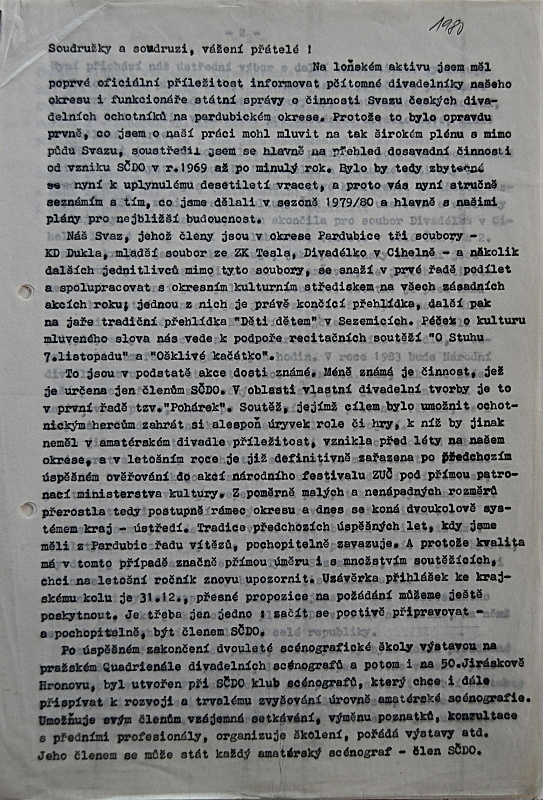 1980
Soudružky a soudruzi, vážení přátelé !
Na loňském aktivu jsem měl
poprvé oficiální příležitost informovat pčítomné divadelníky našeho
okresu i funkcionáře státní správy o činnosti Svazu českých diva-
delních ochotníků na pardubickém okrese. Protože to bylo opravdu
prvně, co jsem o naší práci mohl mluvit na tak širokém plénu s mimo
půdu Svazu, soustředil jsem se hlavně na přehled dosavadní činnosti
od vzniku SČDO v r.1969 až po minulý rok. Bylo by tedy zbytečné
se nyní k uplynulému desetiletí vracet, a proto vás nyní stručně
seznámím s tím, co jsme dělali v sezoně 1979/80 a hlavně s našimi
plány pro nejbližší budoucnost.
Náš Svaz, jehož členy jsou v okrese Pardubice tři soubory -
KD Dukla, mladší soubor ze ZK Tesla, Divadélko v Cihelně - a několik
dalších jednitlivců mimo tyto soubory, se snaží v prvé řadě podílet
a spolupracovat s okresním kulturním střediskem na všech zásadních
akcích roku; jednou z nich je právě končící přehlídka, další pak
na jaře tradiční přehlídka "Děti dětem" v Sezemicích. Péček o kulturu
mluveného slova nás vede k podpoře recitačních soutěží "O Stuhu
7.listopadu" a "Ošklivé kačátko".
To jsou v podstatě akce dosti známé. Méně známá je činnost, jež
je určena jen členům SČDO. V oblasti vlastní divadelní tvorby je to
v první řadě tzv."Pohárek". Soutěž, jejímž cílem bylo umožnit ochot-
nickým hercům zehrát si alespoň úryvek role či hry, k níž by jinak
neměl v amatérském divadle příležitost, vznikla před léty na našem
okrese, a v letošním roce je již definitivně zařazena po předchozím
úspěšném ověřování do akcí národního festivalu ZUČ pod přímou patro-
nací ministerstva kultury. Z poměrně malých a nenápadných rozměrů
přerostla tedy postupně rámec okresu a dnes se koná dvoukolově sys-
témem kraj - ústředí. Tradice předchozích úspěšných let, kdy jsme
měli z Pardubic řadu vítězů, pochopitelně zavazuje. A protože kvalita
má v tomto případě značně přímou úměru i s množstvím soutěžících,
chci na letošní ročník znovu upozornit. Uzávěrka přihlášek ke kraj-
skému kolu je 31.12., přesné propozice na požádání můžeme ještě
poskytnout. Je třeba jen jedno : začít se poctivě připravovat -
a pochopitelně, být členem SČDO.
Po úspěšném zakončení dvouleté scénografické školy výstavou na
pražském Quadrienále divadelních scénografů a potom i na 50.Jiráskově
Hronovu, byl utvořen při SČDO klub scénografů, který chce i dále
přispívat k rozvoji a trvalému zvyšování úrovně amatérské scénografie.
Umožňuje svým členům vzájemná setkávání, výměnu poznatků, konzultace
s předními profesionály, organizuje školení, pořádá výstavy atd.
Jeho členem se může stát každý amatérský scénograf - člen SČDO.